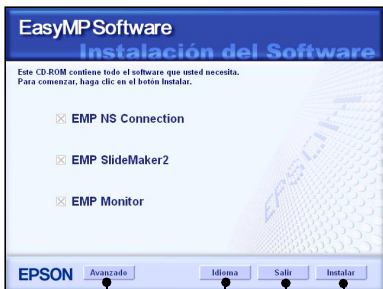 EasyMP Software
Instalación del Software
Este CD-ROM contiene todo el software que usted necesita.
Para comenzar, haga clic en el botón Instalar.
EMP NS Connection
EMP SlideMaker2
EMP Monitor
EPSON
EPSON Avanzado Idioma Salir Instalar